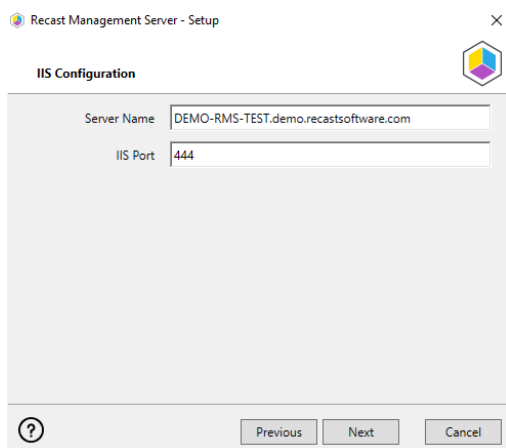 Recast Management Server - Setup
IIS Configuration
Server Name DEMO-RMS-TEST.demo.recastsoftware.com
IIS Port 444
? Previous Next Cancel